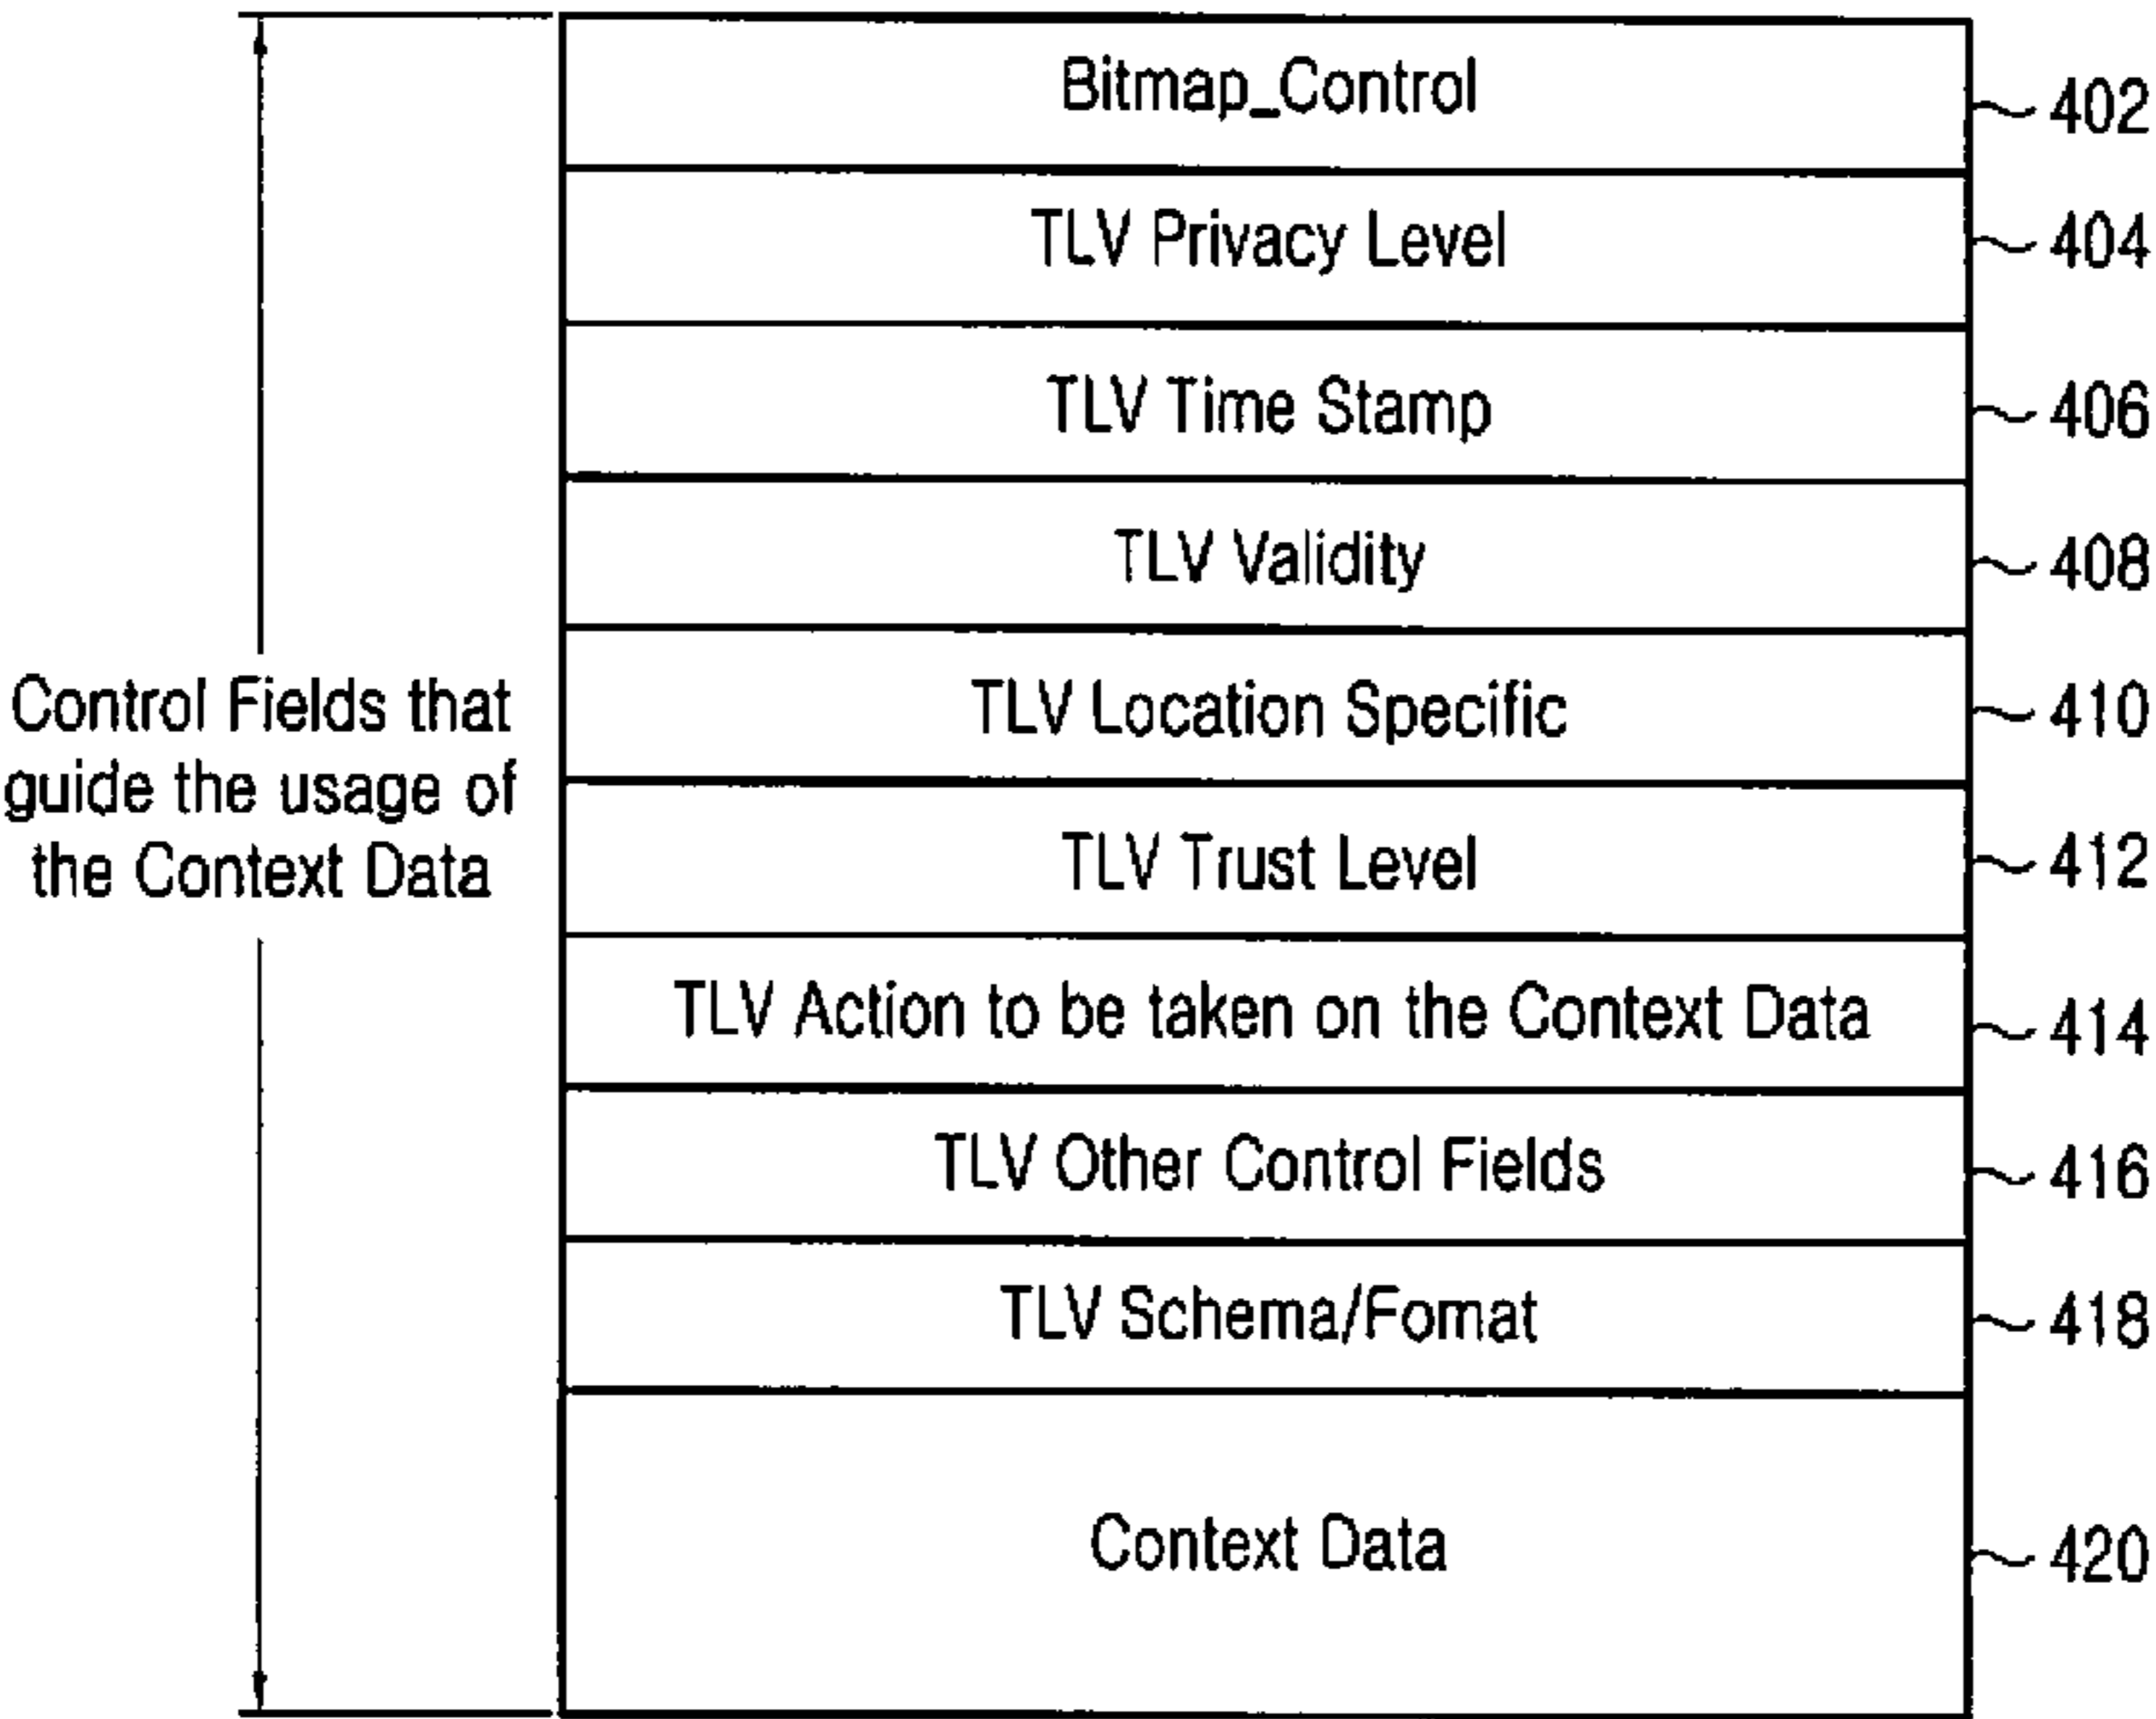 Bitmap_Control
402
TLV Privacy Level
404
TLV Time Stamp
406
TLV Validity
408
Control Fields that
guide the usage of
the Context Data
TLV Location Specific
410
TLV Trust Level
412
TLV Action to be taken on the Context Data
414
TLV Other Control Fields
416
TLV Schema/Fomat
418
Context Data
420